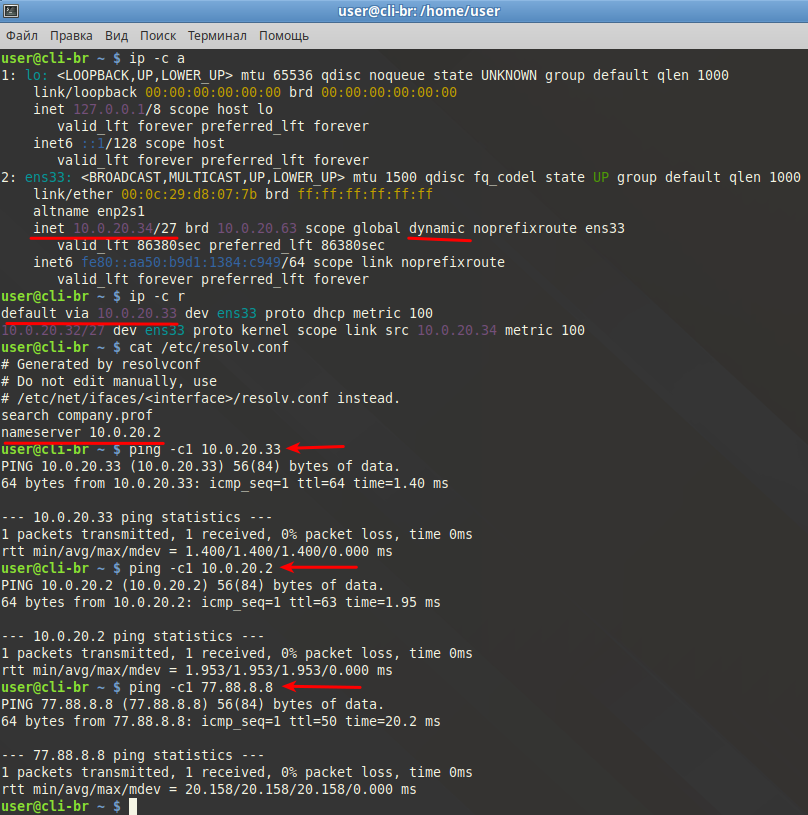 user@cli-br: /home/user
Файл Правка Вид Поиск Терминал Помощь
user@cli-br ~ $ ip -c a
1: lo: <LOOPBACK,UP,LOWER_UP> mtu 65536 qdisc noqueue state UNKNOWN group default qlen 1000
    link/loopback 00:00:00:00:00:00 brd 00:00:00:00:00:00
    inet 127.0.0.1/8 scope host lo
       valid_lft forever preferred_lft forever
    inet6 ::1/128 scope host
       valid_lft forever preferred_lft forever
2: ens33: <BROADCAST,MULTICAST,UP,LOWER_UP> mtu 1500 qdisc fq_codel state UP group default qlen 1000
    link/ether 00:0c:29:d8:07:7b brd ff:ff:ff:ff:ff:ff
    altname enp2s1
    inet 10.0.20.34/27 brd 10.0.20.63 scope global dynamic noprefixroute ens33
       valid_lft 86380sec preferred_lft 86380sec
    inet6 fe80::aa50:b9d1:1384:c949/64 scope link noprefixroute
       valid_lft forever preferred_lft forever
user@cli-br ~ $ ip -c r
default via 10.0.20.33 dev ens33 proto dhcp metric 100
10.0.20.32/27 dev ens33 proto kernel scope link src 10.0.20.34 metric 100
user@cli-br ~ $ cat /etc/resolv.conf
# Generated by resolvconf
# Do not edit manually, use
# /etc/net/ifaces/<interface>/resolv.conf instead.
search company.prof
nameserver 10.0.20.2
user@cli-br ~ $ ping -c1 10.0.20.33
PING 10.0.20.33 (10.0.20.33) 56(84) bytes of data.
64 bytes from 10.0.20.33: icmp_seq=1 ttl=64 time=1.40 ms

--- 10.0.20.33 ping statistics ---
1 packets transmitted, 1 received, 0% packet loss, time 0ms
rtt min/avg/max/mdev = 1.400/1.400/1.400/0.000 ms
user@cli-br ~ $ ping -c1 10.0.20.2
PING 10.0.20.2 (10.0.20.2) 56(84) bytes of data.
64 bytes from 10.0.20.2: icmp_seq=1 ttl=63 time=1.95 ms

--- 10.0.20.2 ping statistics ---
1 packets transmitted, 1 received, 0% packet loss, time 0ms
rtt min/avg/max/mdev = 1.953/1.953/1.953/0.000 ms
user@cli-br ~ $ ping -c1 77.88.8.8
PING 77.88.8.8 (77.88.8.8) 56(84) bytes of data.
64 bytes from 77.88.8.8: icmp_seq=1 ttl=50 time=20.2 ms

--- 77.88.8.8 ping statistics ---
1 packets transmitted, 1 received, 0% packet loss, time 0ms
rtt min/avg/max/mdev = 20.158/20.158/20.158/0.000 ms
user@cli-br ~ $